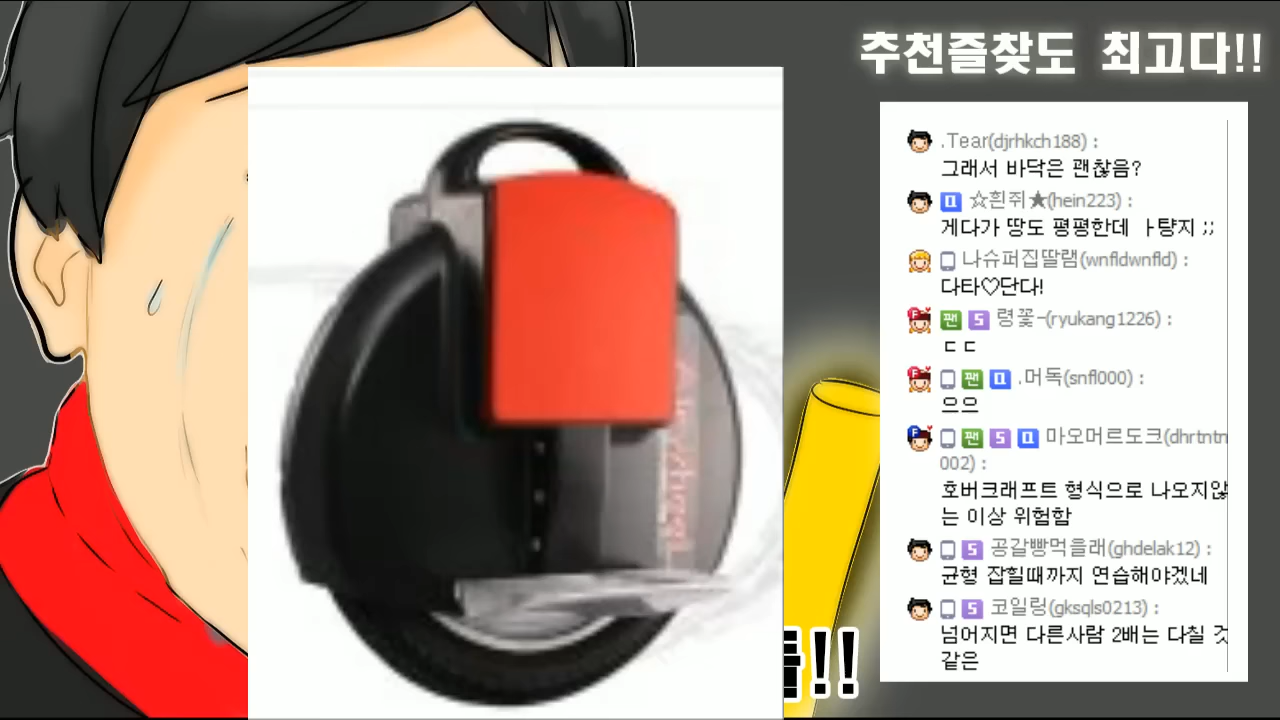 추천즐찾도 최고다!!
.Tear(djrhkch188) :
그래서 바닥은 괜찮음?
☆흰쥐★(hein223) :
게다가 땅도 평평한데 ㅏ턍지 ;;
나슈퍼집딸램(wnfldwnfld) :
다타♡단다!
팬 S 령꽃-(ryukang1226) :
ㄷㄷ
팬 .머독(snfl000) :
으으
팬 S 마오머르도크(dhrtntn
002) :
호버크래프트 형식으로 나오지않
는 이상 위험함
S 공갈빵먹을래(ghdelak12) :
균형 잡힐때까지 연습해야겠네
S 코일링(gksqls0213) :
넘어지면 다른사람 2배는 다칠 것
같은
!!